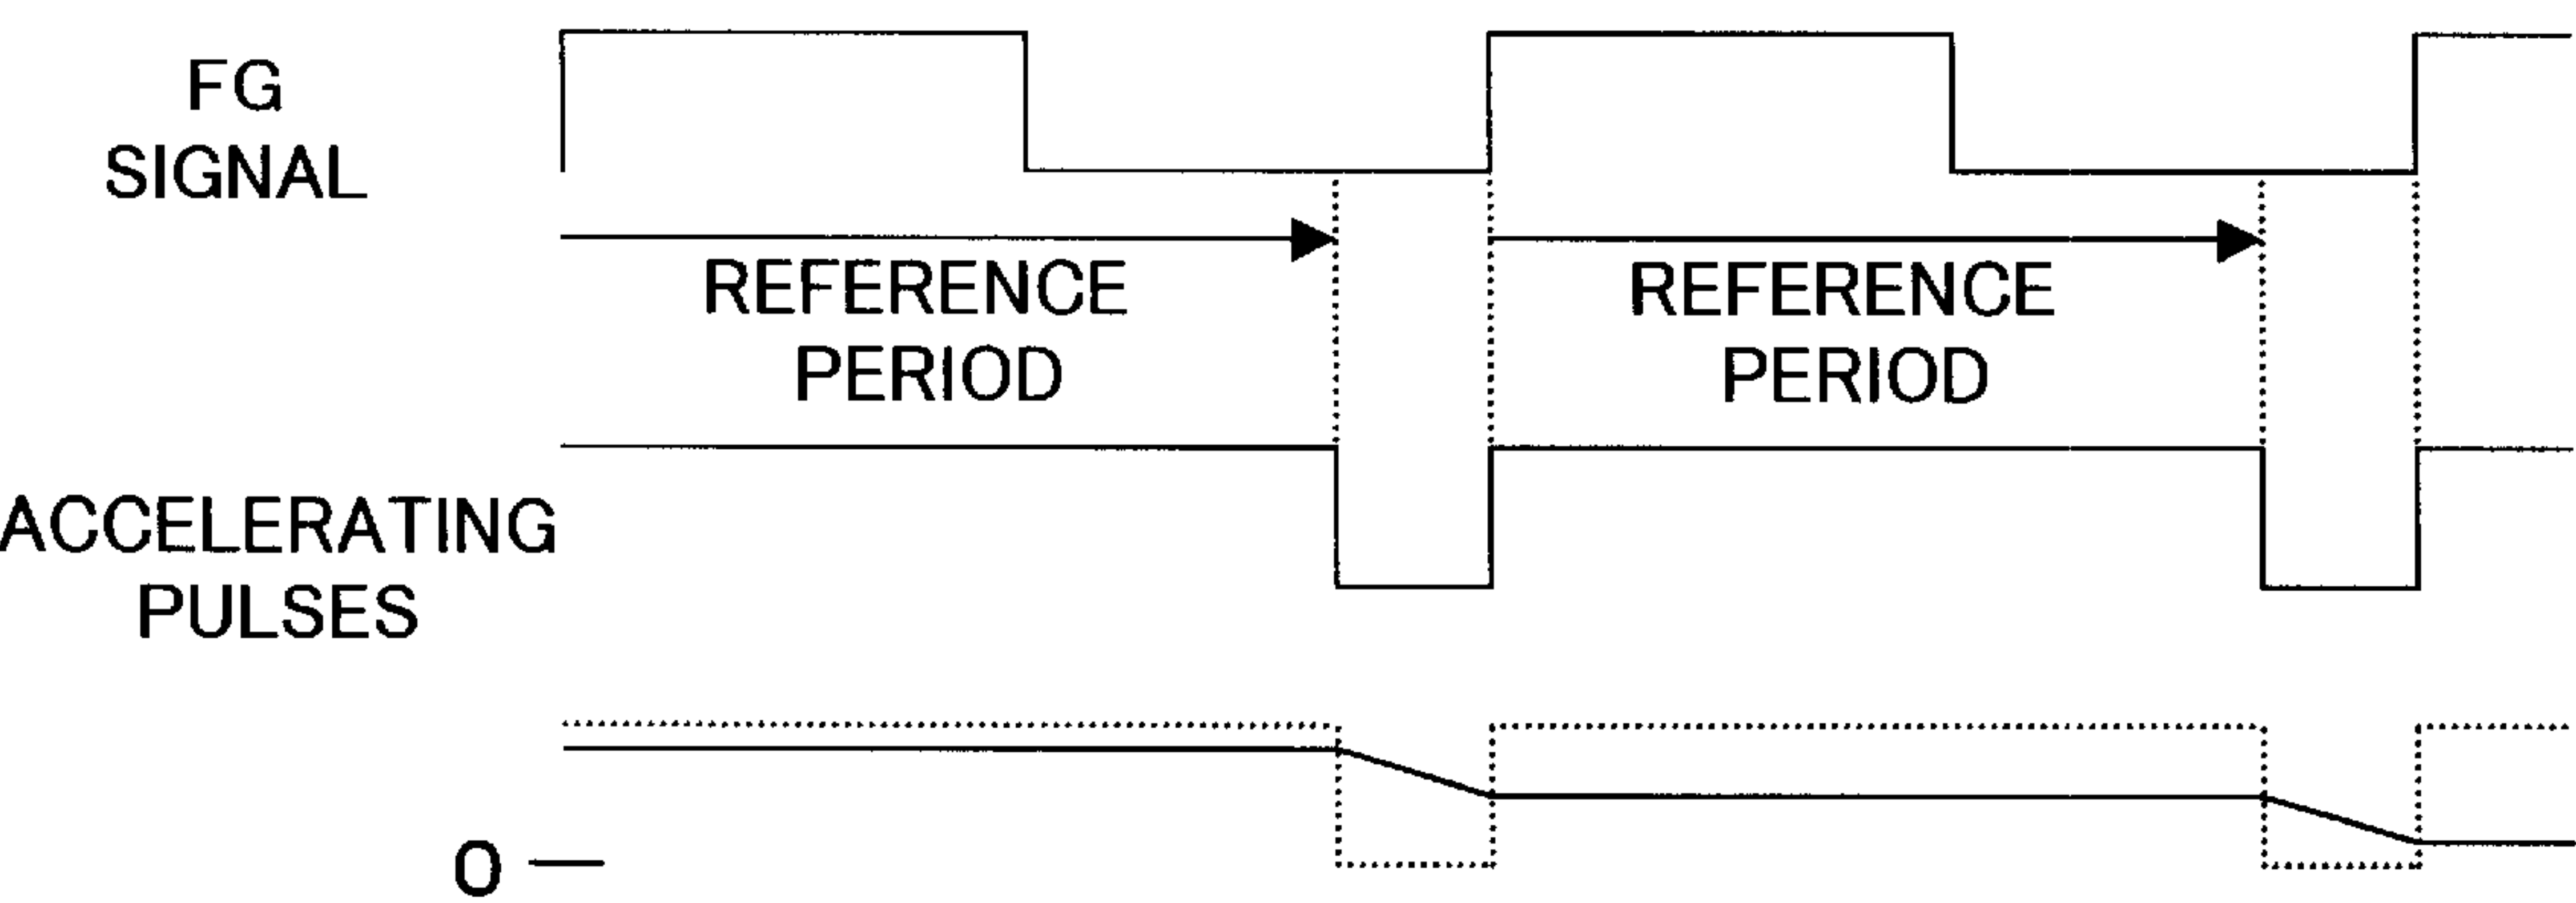 FG
SIGNAL
REFERENCE
PERIOD
REFERENCE
PERIOD
ACCELERATING
PULSES
0